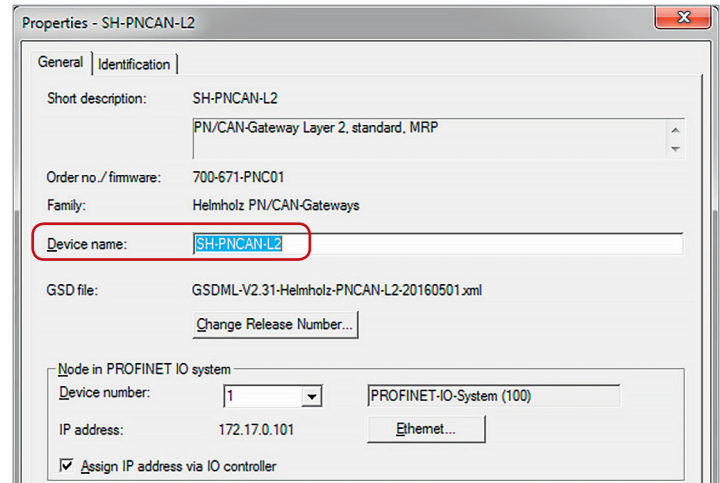 Properties - SH-PNCAN-L2
General Identification
Short description: SH-PNCAN-L2
PN/CAN-Gateway Layer 2, standard, MRP
Order no./ firmware: 700-671-PNC01
Family: Helmholz PN/CAN-Gateways
Device name: SH-PNCAN-L2
GSD file: GSDML-V2.31-Helmholz-PNCAN-L2-20160501.xml
Change Release Number...
Node in PROFINET IO system
Device number: 1 PROFINET-IO-System (100)
IP address: 172.17.0.101 Ethernet...
Assign IP address via IO controller